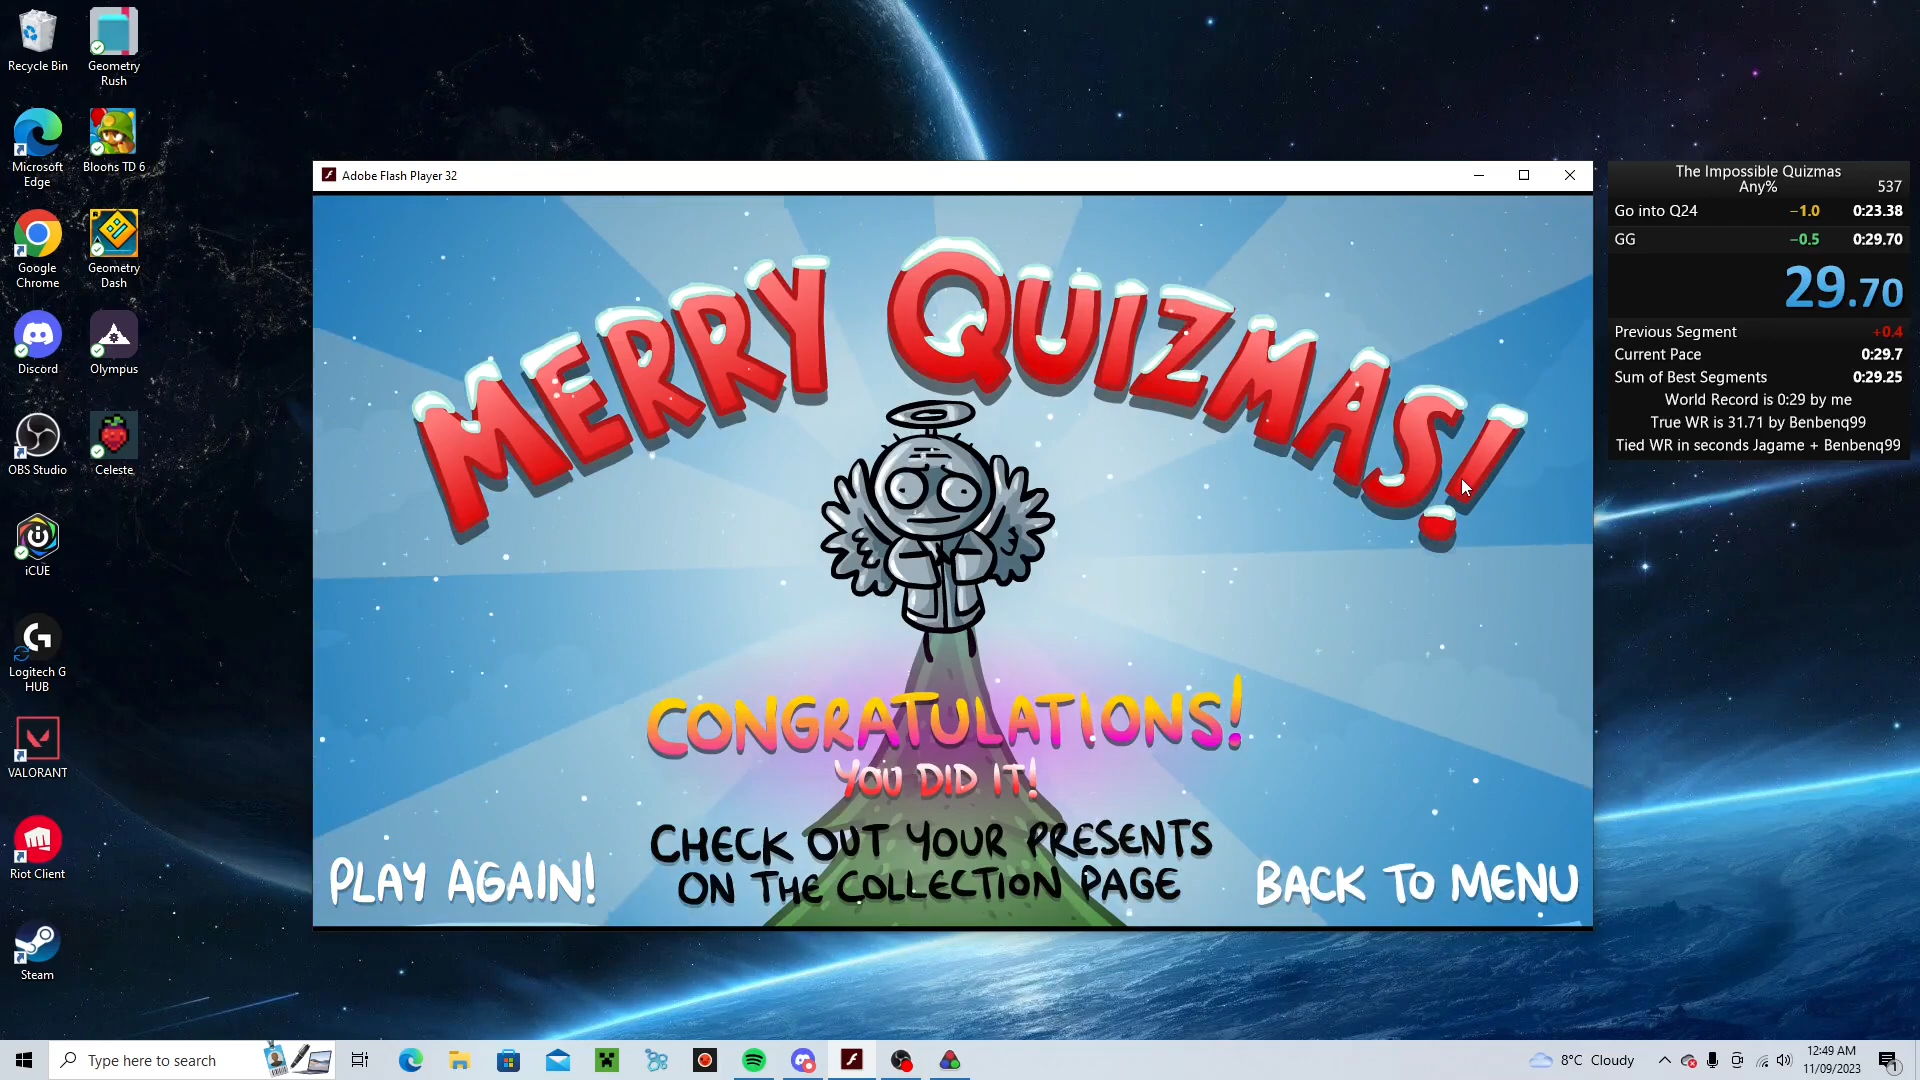 Recycle Bin
Geometry
Rush
Microsoft
Edge
Bloons TD 6
Google
Chrome
Geometry
Dash
Discord
Olympus
OBS Studio
Celeste
iCUE
Logitech G
HUB
VALORANT
Riot Client
Steam
Adobe Flash Player 32
MERRY QUIZMAS!
CONGRATULATIONS!
YOU DID IT!
CHECK OUT YOUR PRESENTS
ON THE COLLECTION PAGE
PLAY AGAIN!
BACK TO MENU
The Impossible Quizmas
Any% 537
Go into Q24 −1.0 0:23.38
GG −0.5 0:29.70
29.70
Previous Segment +0.4
Current Pace 0:29.7
Sum of Best Segments 0:29.25
World Record is 0:29 by me
True WR is 31.71 by Benbenq99
Tied WR in seconds Jagame + Benbenq99
Type here to search
8°C Cloudy
12:49 AM
11/09/2023
1